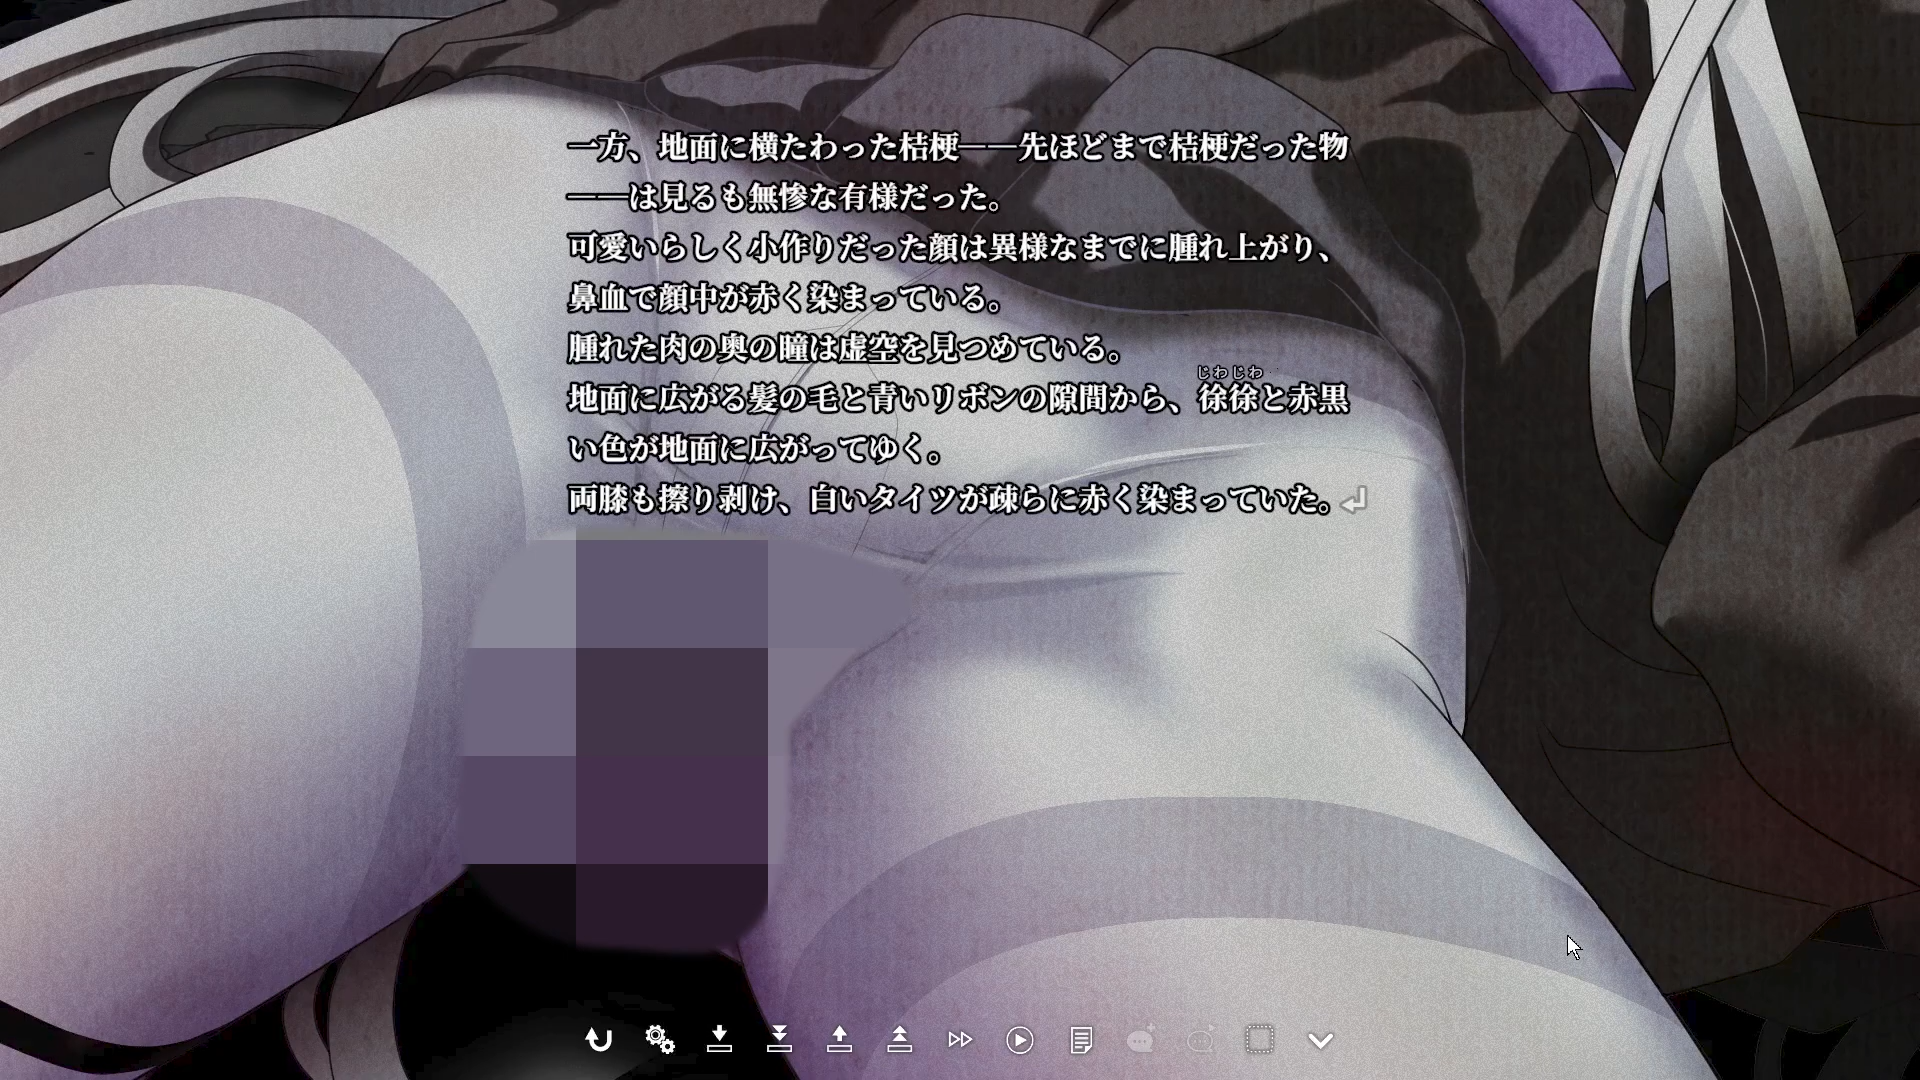 一方、地面に横たわった桔梗――先ほどまで桔梗だった物
――は見るも無惨な有様だった。
可愛いらしく小作りだった顔は異様なまでに腫れ上がり、
鼻血で顔中が赤く染まっている。
腫れた肉の奥の瞳は虚空を見つめている。
じわじわ
地面に広がる髪の毛と青いリボンの隙間から、徐徐と赤黒
い色が地面に広がってゆく。
両膝も擦り剥け、白いタイツが疎らに赤く染まっていた。